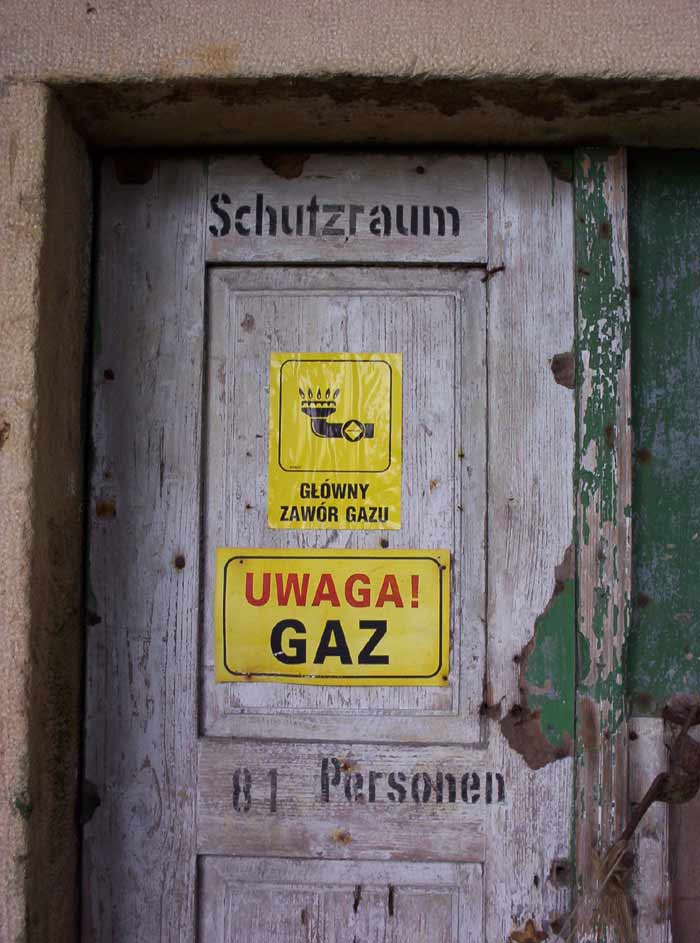 Schutzraum
GŁÓWNY
ZAWÓR GAZU
UWAGA!
GAZ
81 Personen